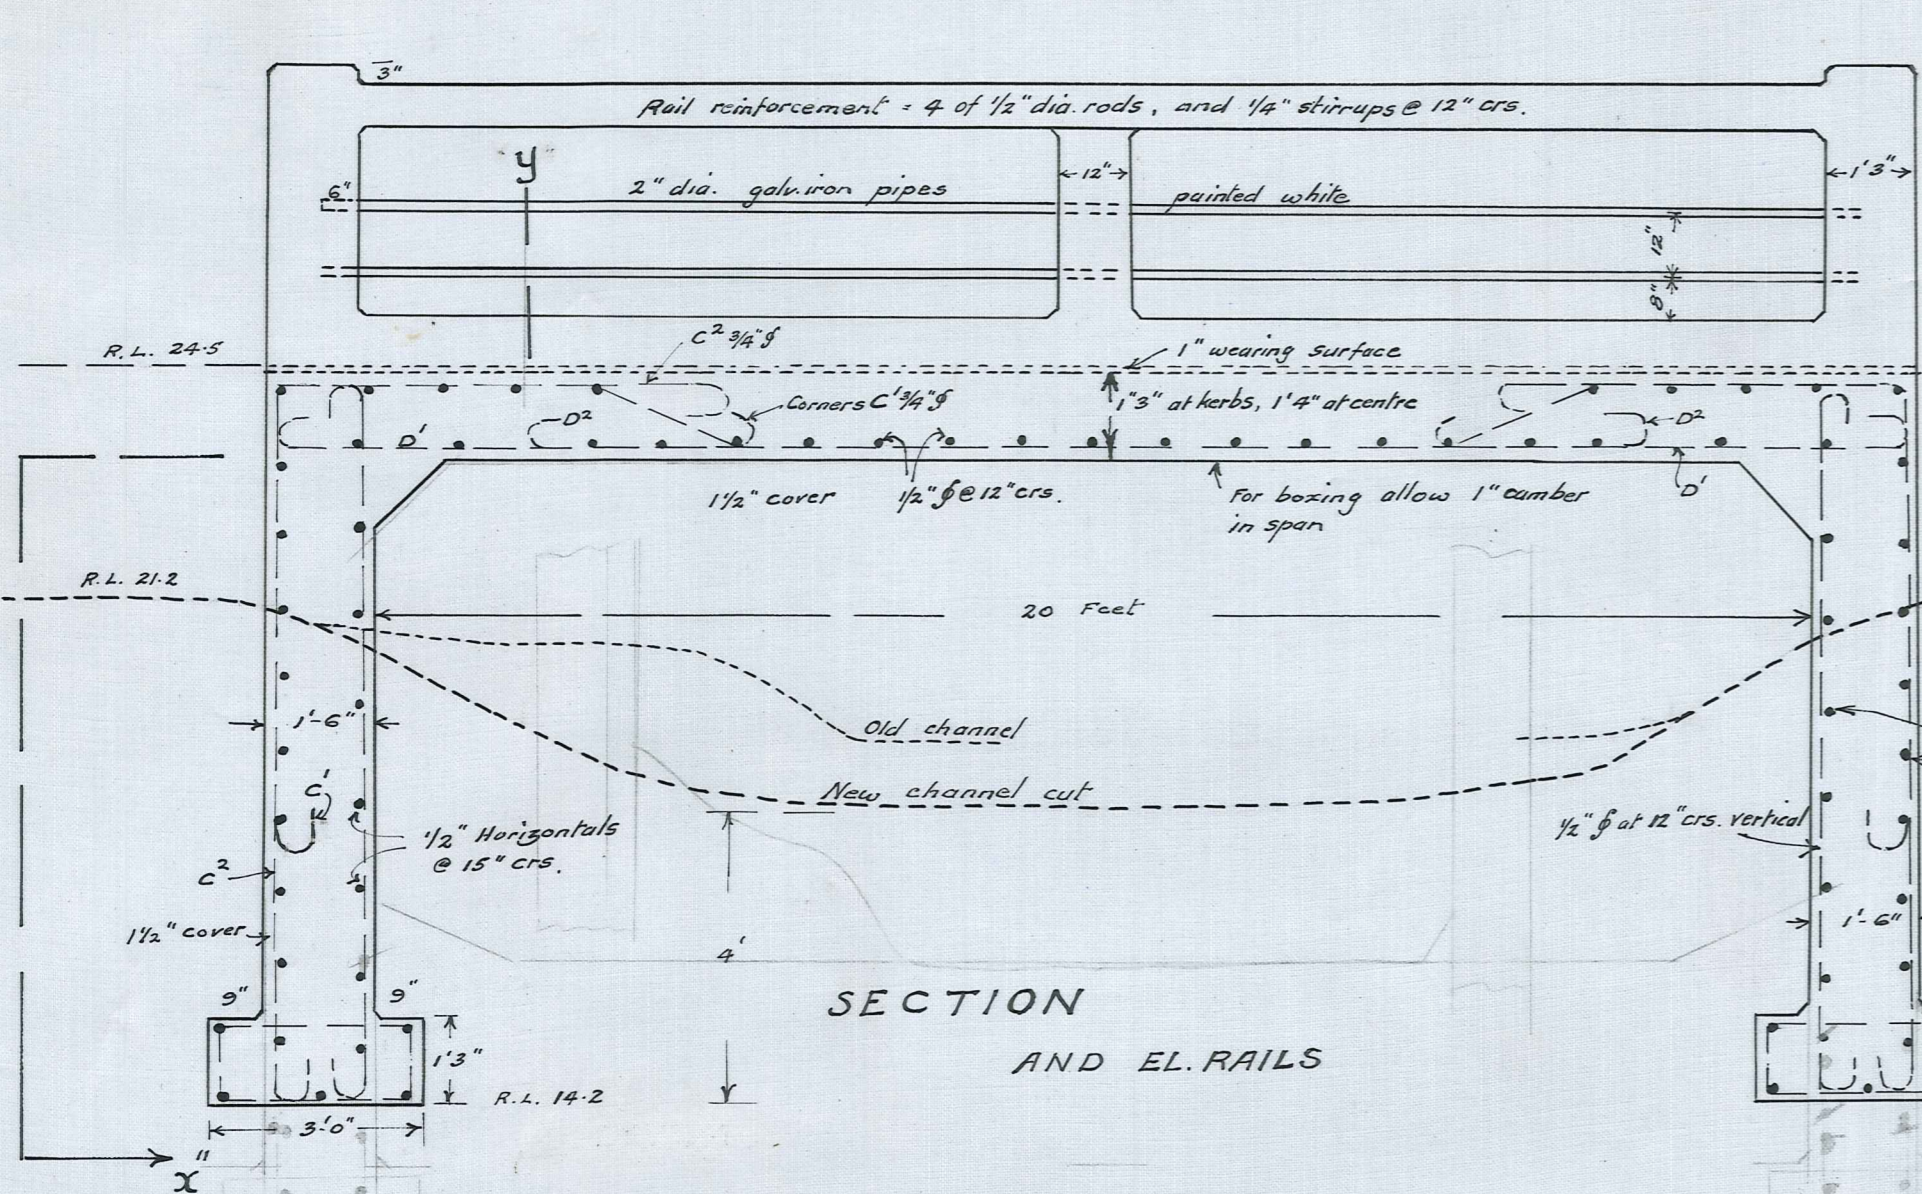 3"
Rail reinforcement = 4 of 1/2" dia. rods, and 1/4" stirrups @ 12" crs.
y
6"
2" dia. galv. iron pipes
12"
painted white
1'3"
12"
8"
C² 3/4" ϕ
R.L. 24.5
1" wearing surface
Corners C' 3/4" ϕ
1"3" at kerbs, 1'4" at centre
D'
D²
D²
1 1/2" cover
1/2" ϕ @ 12" crs.
For boxing allow 1" camber
in span
D'
R.L. 21.2
20 Feet
1'-6"
Old channel
C'
New channel cut
1/2" Horizontals
@ 15" crs.
1/2" ϕ at 12" crs. vertical
C²
1 1/2" cover
1'-6"
4'
9"
9"
SECTION
1'3"
AND EL. RAILS
R.L. 14.2
3'-0"
x"